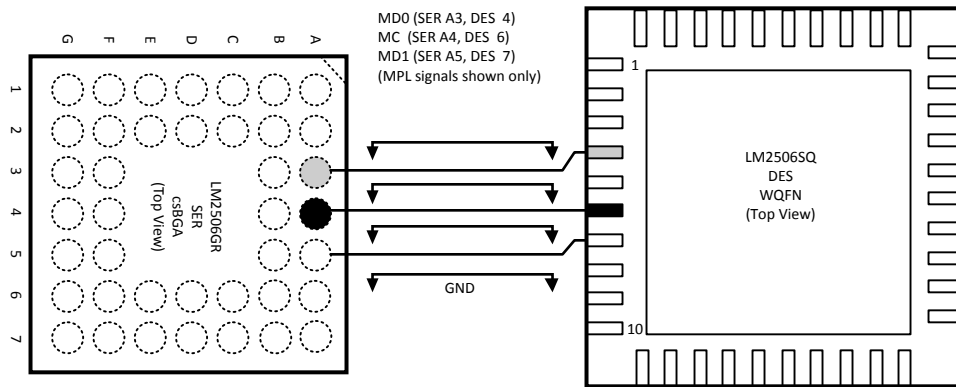 MD0 (SER A3, DES 4)
MC (SER A4, DES 6)
MD1 (SER A5, DES 7)
(MPL signals shown only)
G F E D C B A
1
2
3
4
5
6
7
LM2506GR
SER
csBGA
(Top View)
GND
1
LM2506SQ
DES
WQFN
(Top View)
10